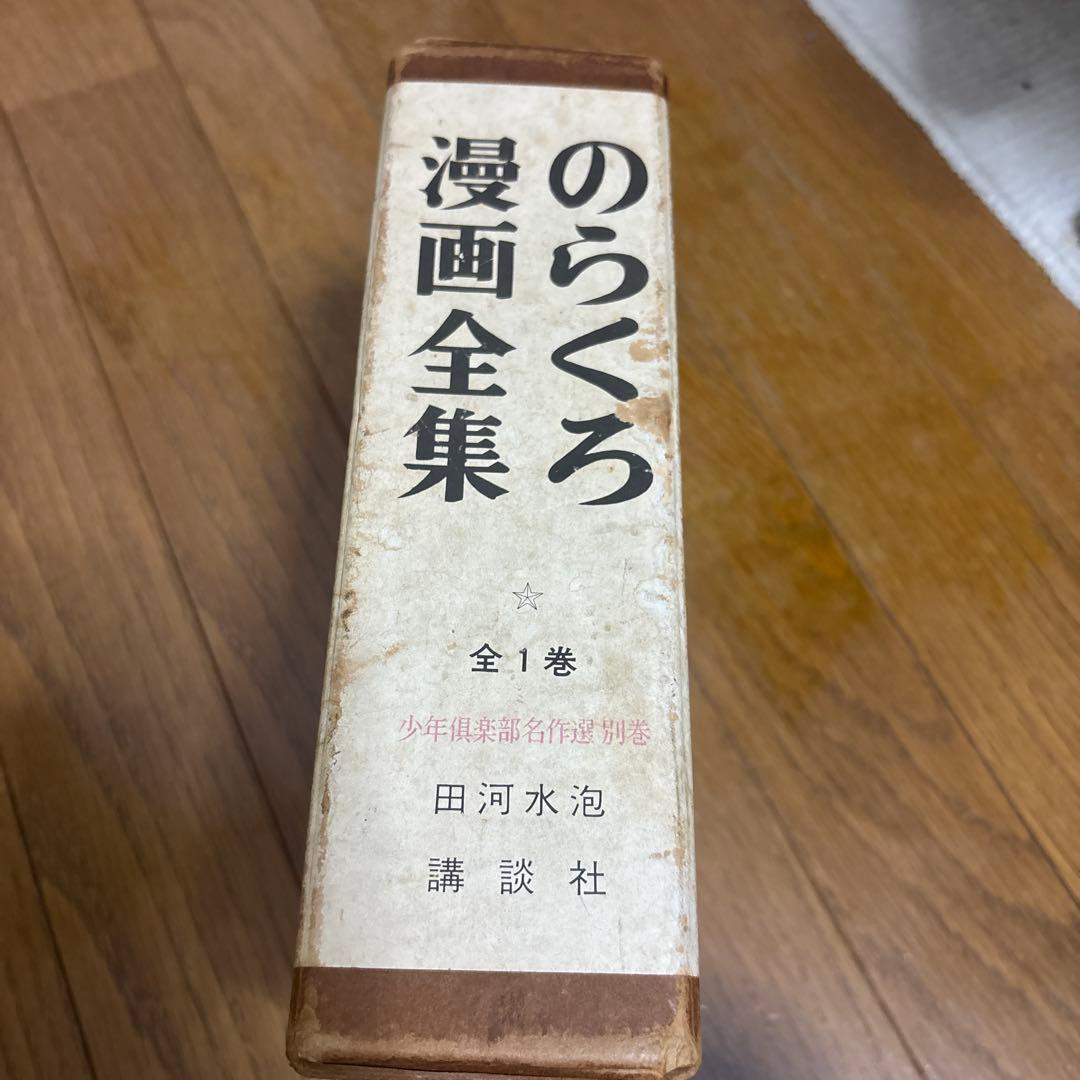 のらくろ
漫画全集
全1巻
少年倶楽部名作選 別巻
田河水泡
講談社